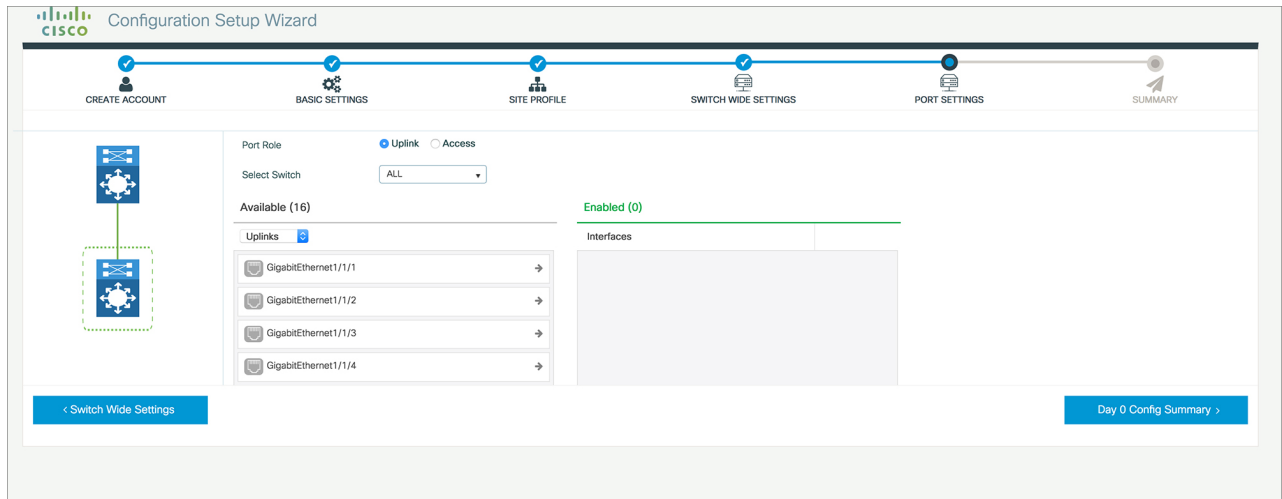 CISCO
Configuration Setup Wizard
CREATE ACCOUNT
BASIC SETTINGS
SITE PROFILE
SWITCH WIDE SETTINGS
PORT SETTINGS
SUMMARY
Port Role
Uplink
Access
Select Switch
ALL
Available (16)
Enabled (0)
Uplinks
Interfaces
GigabitEthernet1/1/1
GigabitEthernet1/1/2
GigabitEthernet1/1/3
GigabitEthernet1/1/4
< Switch Wide Settings
Day 0 Config Summary >